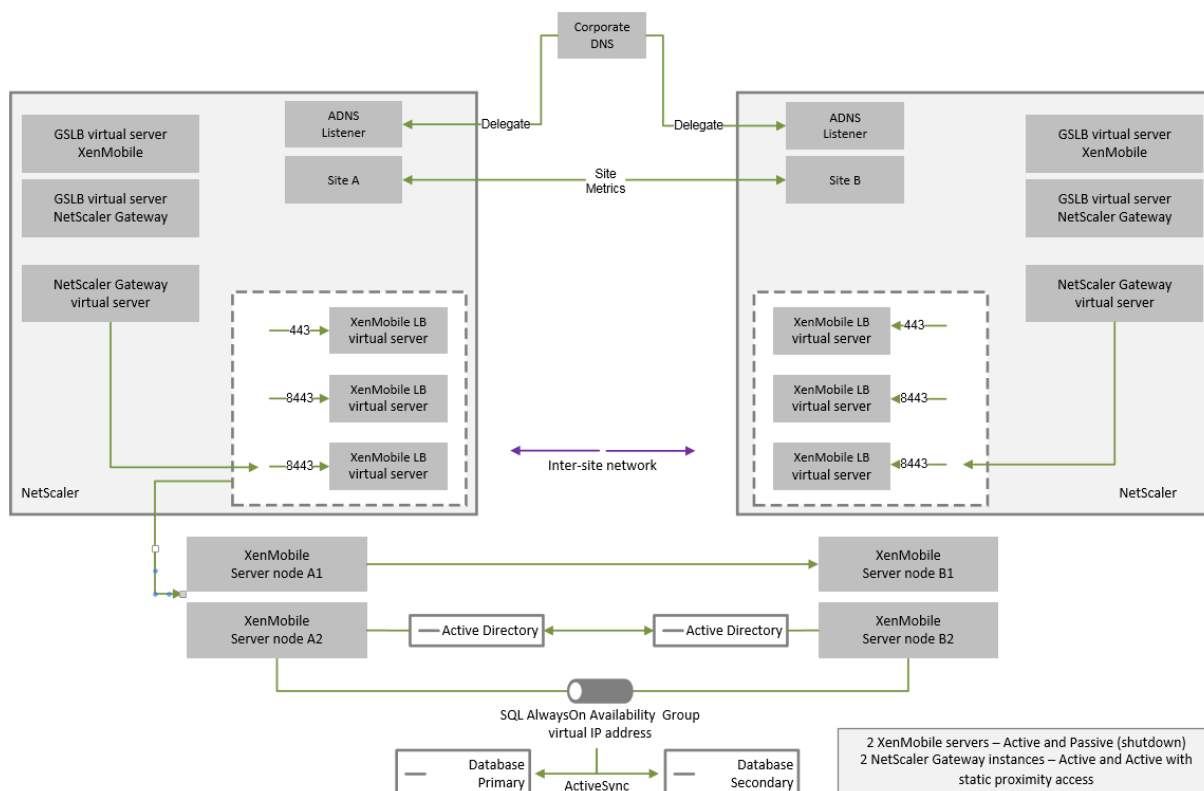 Corporate
DNS
ADNS
Listener
Delegate
Delegate
ADNS
Listener
GSLB virtual server
XenMobile
GSLB virtual server
XenMobile
Site A
Site
Metrics
Site B
GSLB virtual server
NetScaler Gateway
GSLB virtual server
NetScaler Gateway
NetScaler Gateway
virtual server
NetScaler Gateway
virtual server
443
XenMobile LB
virtual server
XenMobile LB
virtual server
443
8443
XenMobile LB
virtual server
XenMobile LB
virtual server
8443
8443
XenMobile LB
virtual server
Inter-site network
XenMobile LB
virtual server
8443
NetScaler
NetScaler
XenMobile
Server node A1
XenMobile
Server node B1
XenMobile
Server node A2
Active Directory
Active Directory
XenMobile
Server node B2
SQL AlwaysOn Availability Group
virtual IP address
Database
Primary
ActiveSync
Database
Secondary
2 XenMobile servers – Active and Passive (shutdown)
2 NetScaler Gateway instances – Active and Active with
static proximity access